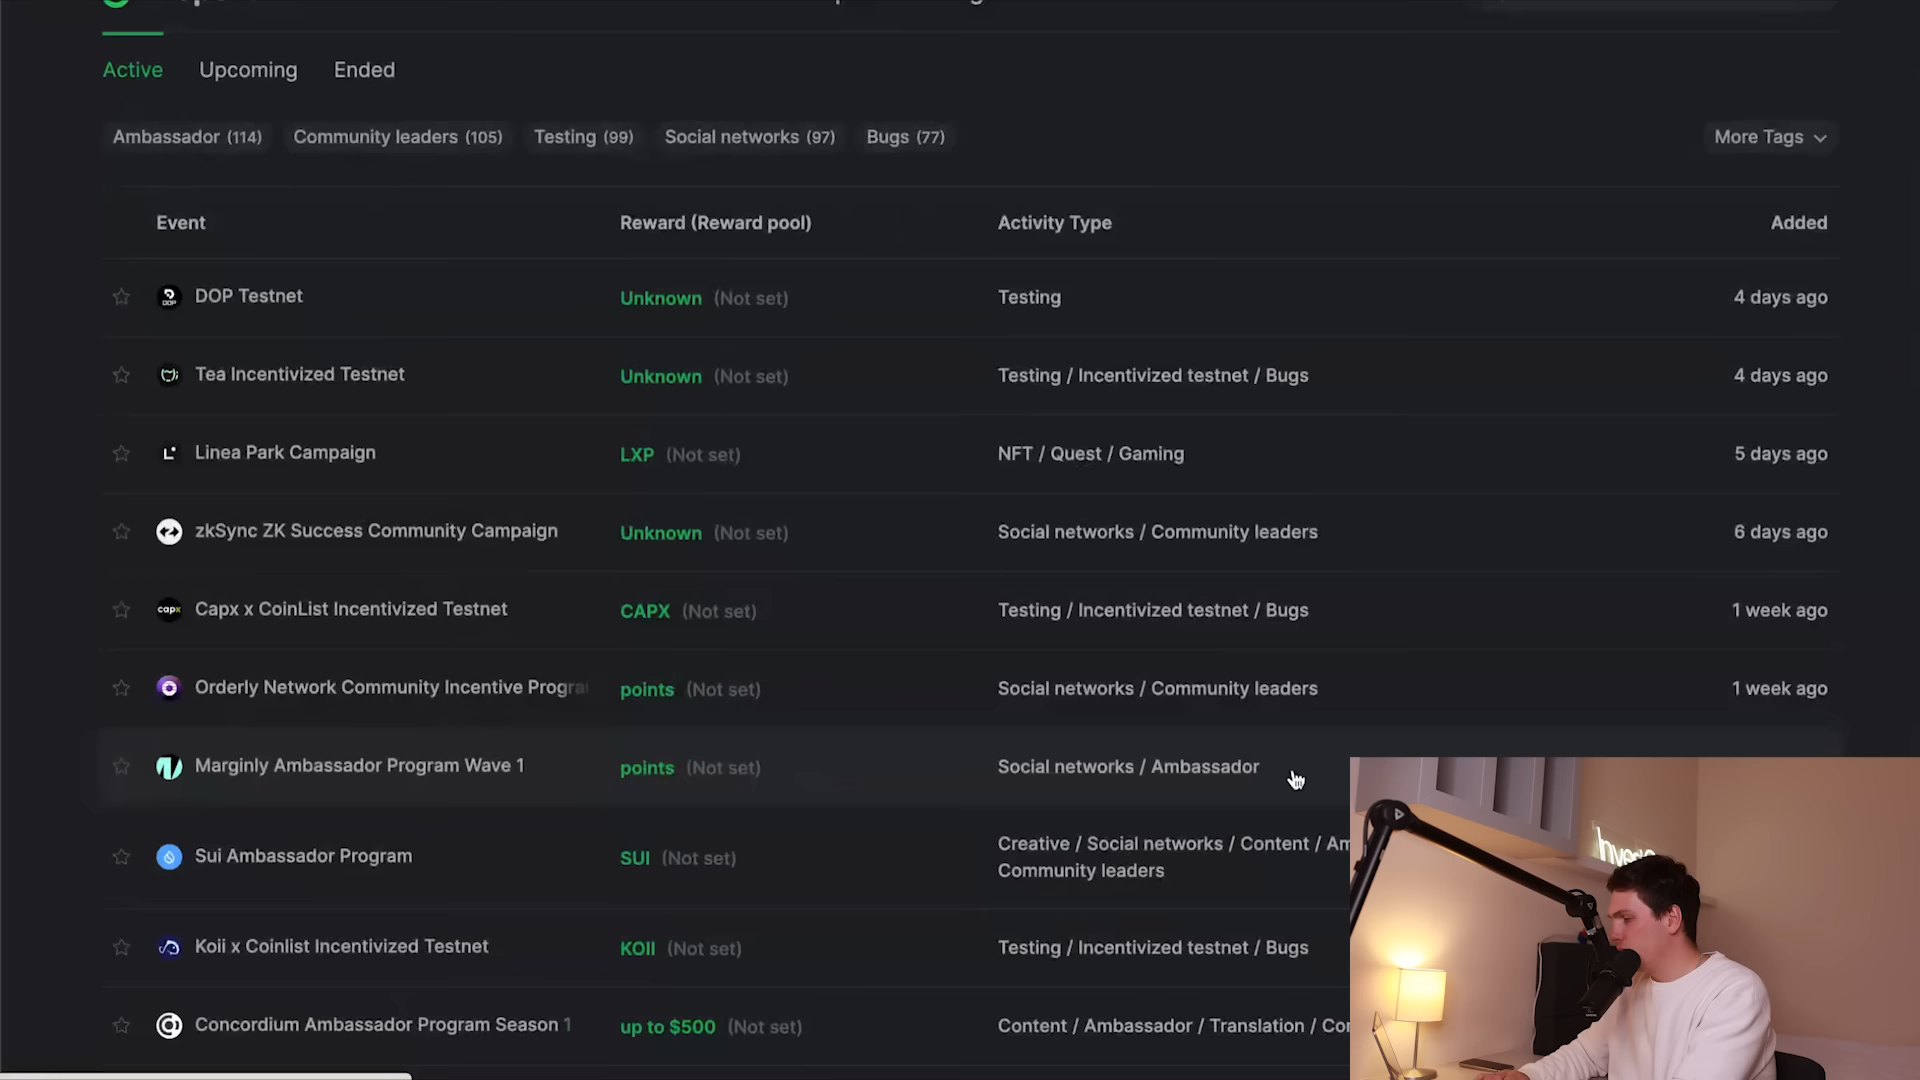 Active Upcoming Ended
Ambassador (114) Community leaders (105) Testing (99) Social networks (97) Bugs (77) More Tags
Event Reward (Reward pool) Activity Type Added
DOP Testnet Unknown (Not set) Testing 4 days ago
Tea Incentivized Testnet Unknown (Not set) Testing / Incentivized testnet / Bugs 4 days ago
Linea Park Campaign LXP (Not set) NFT / Quest / Gaming 5 days ago
zkSync ZK Success Community Campaign Unknown (Not set) Social networks / Community leaders 6 days ago
capx Capx x CoinList Incentivized Testnet CAPX (Not set) Testing / Incentivized testnet / Bugs 1 week ago
Orderly Network Community Incentive Progra points (Not set) Social networks / Community leaders 1 week ago
Marginly Ambassador Program Wave 1 points (Not set) Social networks / Ambassador
Sui Ambassador Program SUI (Not set) Creative / Social networks / Content / Am
Community leaders
Koii x Coinlist Incentivized Testnet KOII (Not set) Testing / Incentivized testnet / Bugs
Concordium Ambassador Program Season 1 up to $500 (Not set) Content / Ambassador / Translation / Co